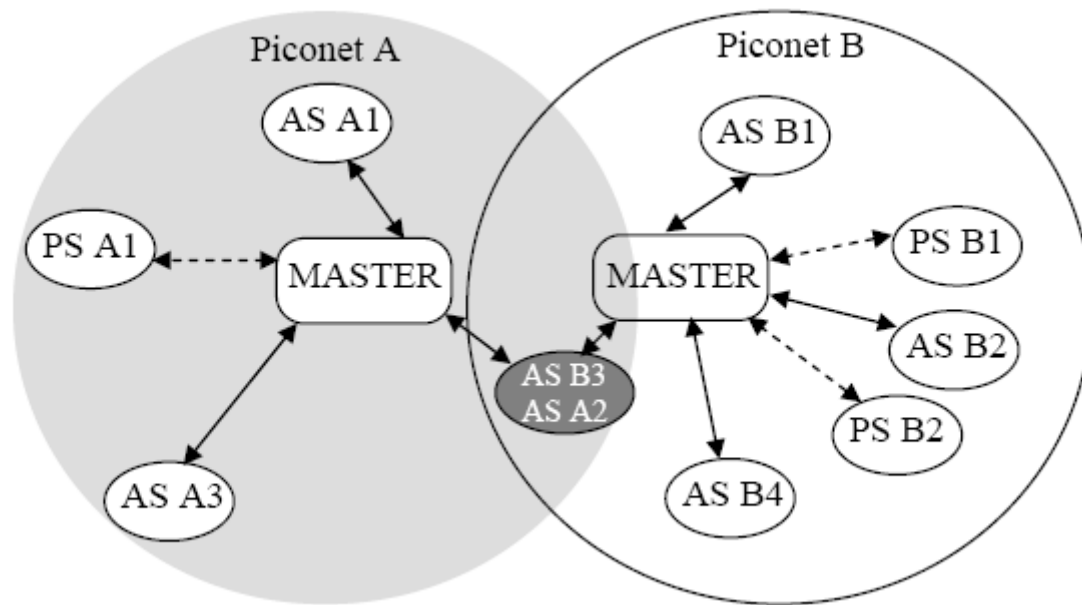 Piconet A
Piconet B
AS A1
AS B1
PS A1
MASTER
MASTER
PS B1
AS B2
AS B3
AS A2
PS B2
AS A3
AS B4